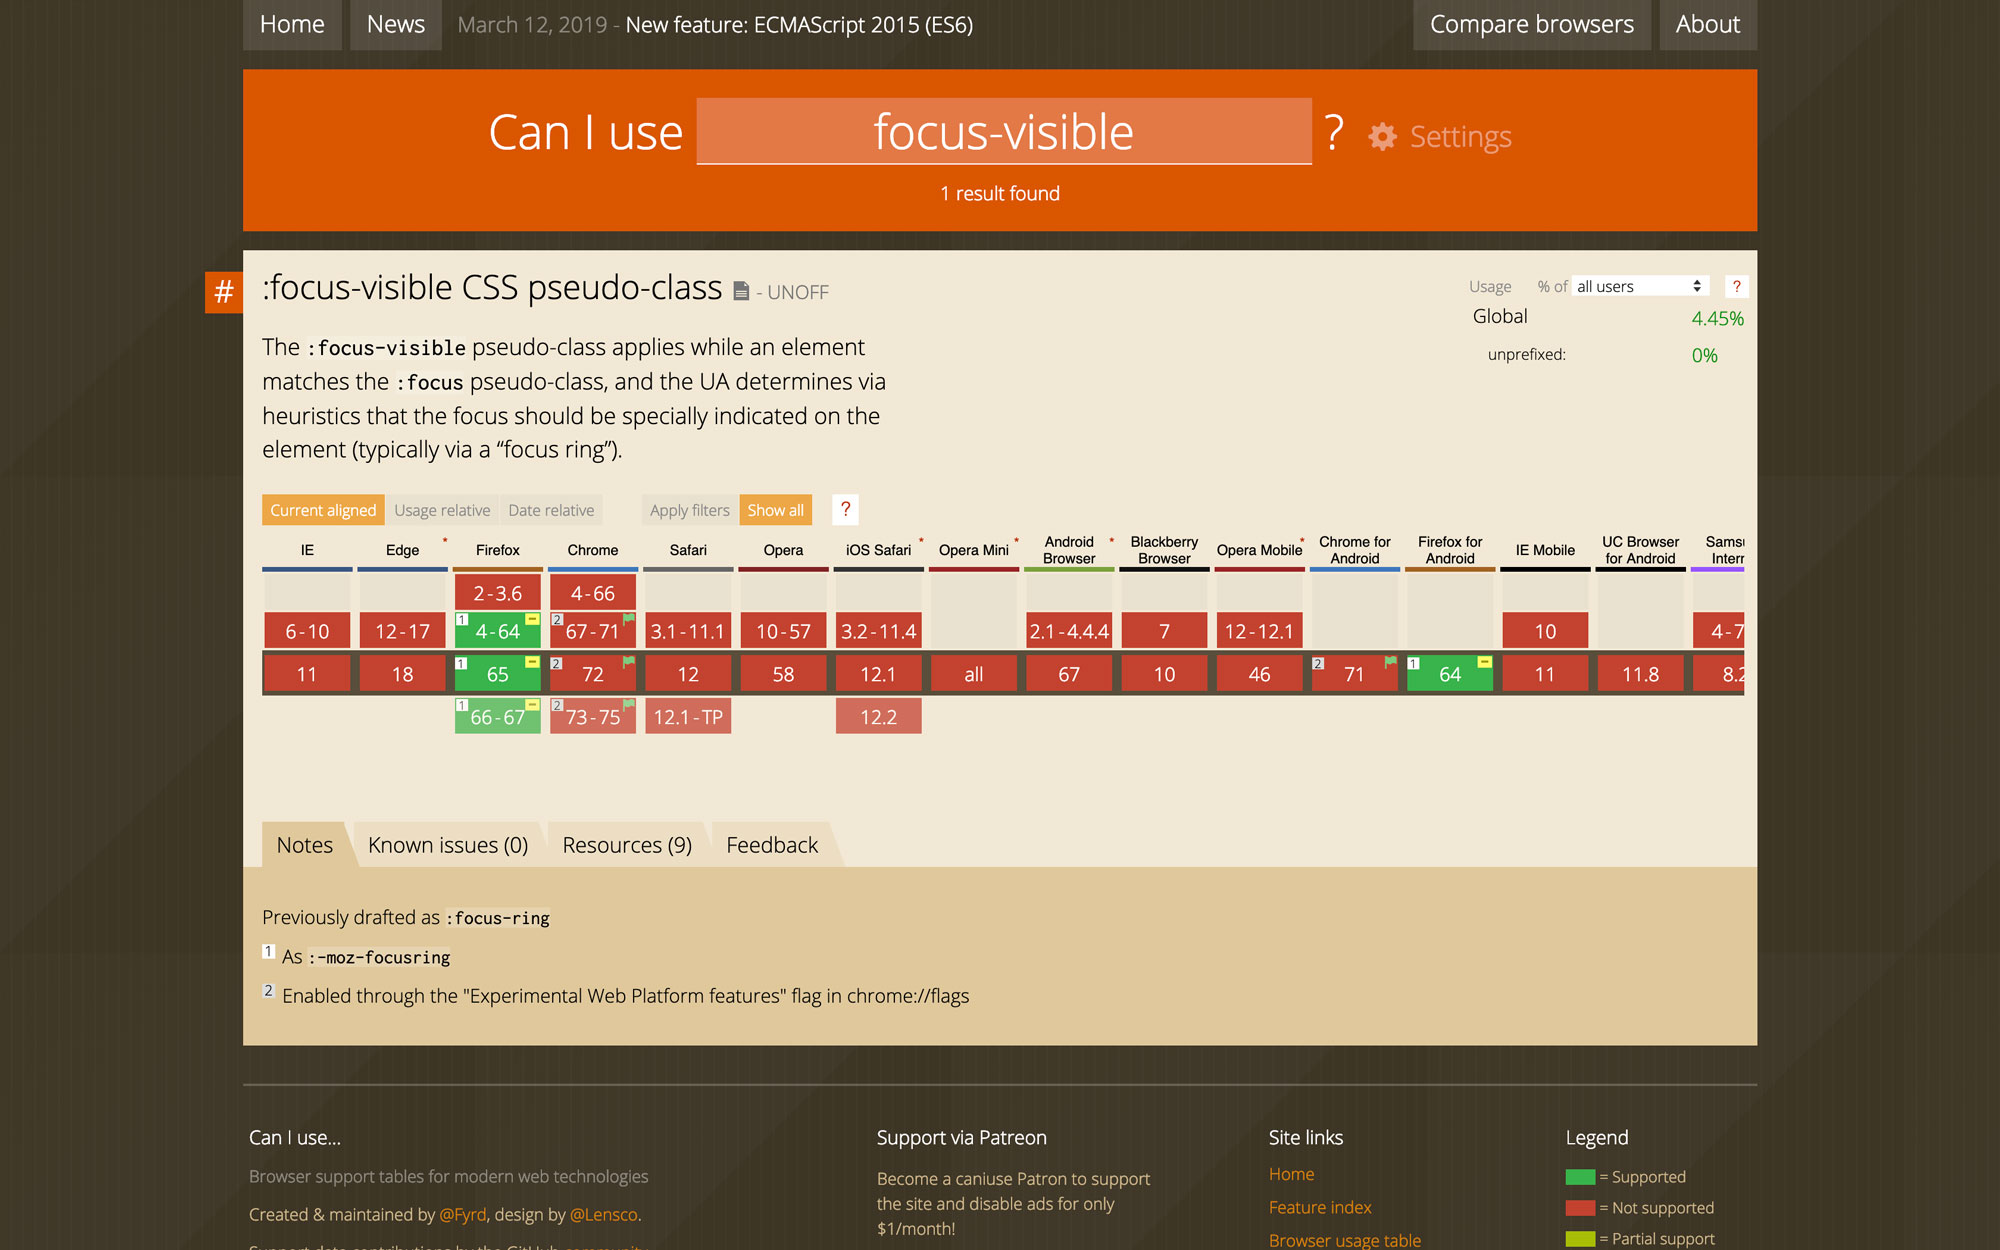 Home News March 12, 2019 - New feature: ECMAScript 2015 (ES6) Compare browsers About
Can I use focus-visible ? Settings
1 result found
# :focus-visible CSS pseudo-class - UNOFF
Usage % of all users ?
Global 4.45%
unprefixed: 0%
The :focus-visible pseudo-class applies while an element
matches the :focus pseudo-class, and the UA determines via
heuristics that the focus should be specially indicated on the
element (typically via a “focus ring”).
Current aligned Usage relative Date relative Apply filters Show all ?
IE Edge * Firefox Chrome Safari Opera iOS Safari * Opera Mini * Android Browser * Blackberry Browser Opera Mobile * Chrome for Android Firefox for Android IE Mobile UC Browser for Android Samsu Intern
2-3.6 4-66
6-10 12-17 1 4-64 2 67-71 3.1-11.1 10-57 3.2-11.4 2.1-4.4.4 7 12-12.1 10 4-7
11 18 1 65 2 72 12 58 12.1 all 67 10 46 2 71 1 64 11 11.8 8.2
1 66-67 2 73-75 12.1-TP 12.2
Notes Known issues (0) Resources (9) Feedback
Previously drafted as :focus-ring
1 As :-moz-focusring
2 Enabled through the "Experimental Web Platform features" flag in chrome://flags
Can I use... Support via Patreon Site links Legend
Browser support tables for modern web technologies
Created & maintained by @Fyrd, design by @Lensco.
Support data contributions by the GitHub community
Become a caniuse Patron to support
the site and disable ads for only
$1/month!
Home
Feature index
Browser usage table
= Supported
= Not supported
= Partial support